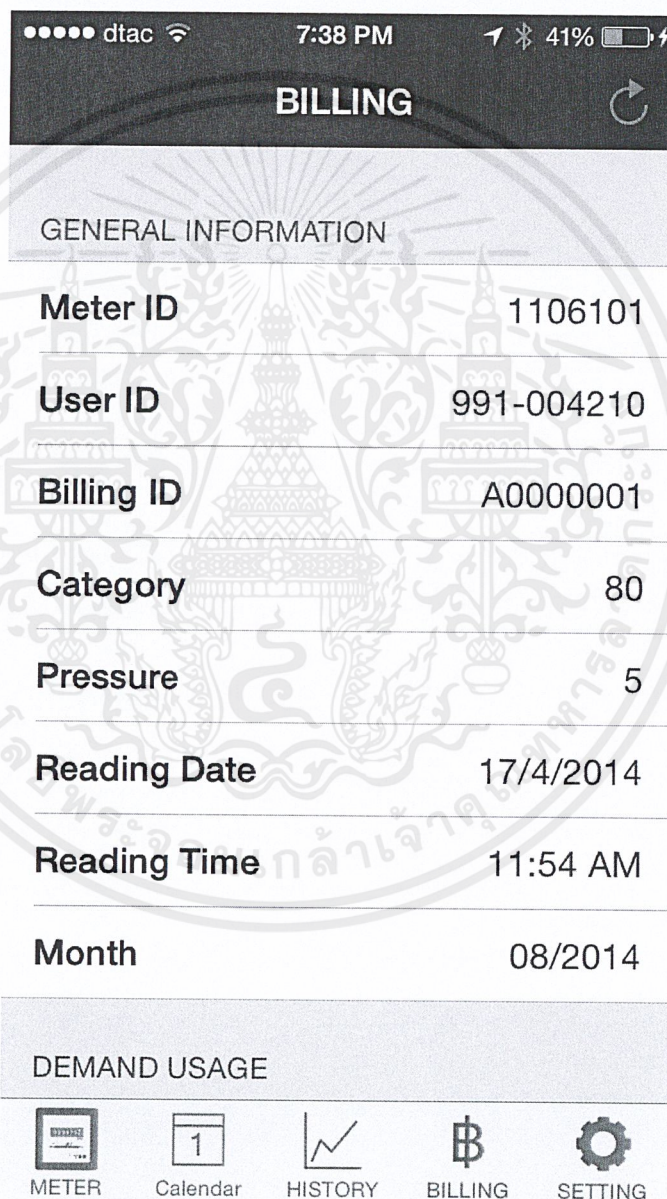 dtac 7:38 PM 41%
BILLING
GENERAL INFORMATION
Meter ID 1106101
User ID 991-004210
Billing ID A0000001
Category 80
Pressure 5
Reading Date 17/4/2014
Reading Time 11:54 AM
Month 08/2014
DEMAND USAGE
1
METER Calendar HISTORY BILLING SETTING